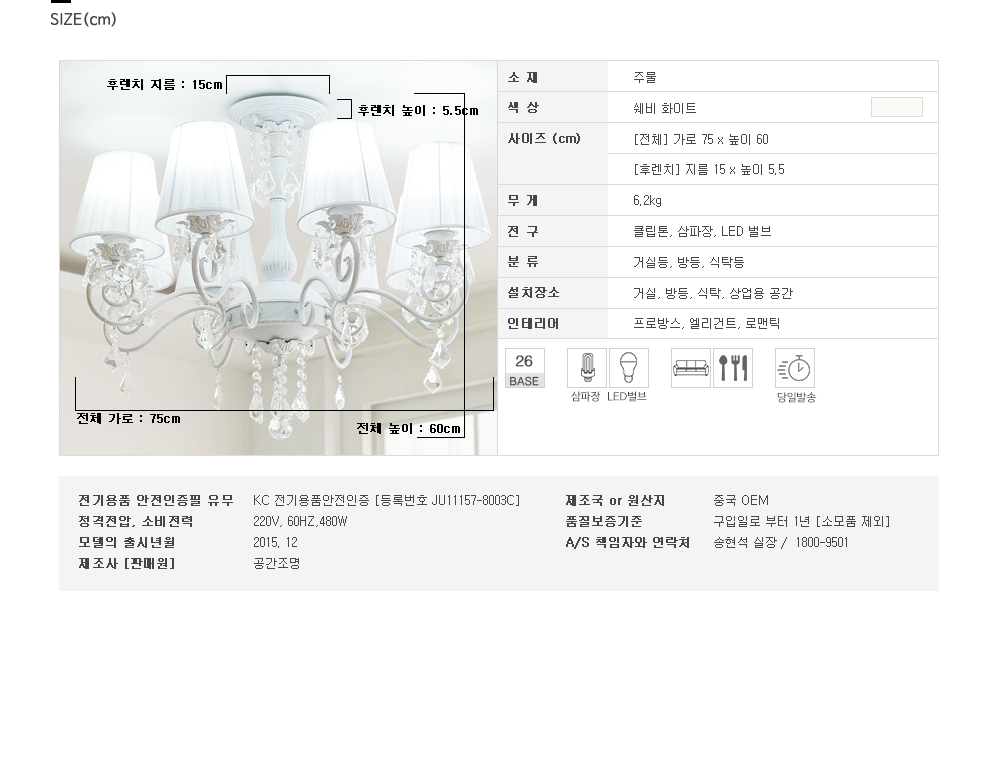 SIZE(cm)
후렌치 지름 : 15cm
후렌치 높이 : 5.5cm
전체 가로 : 75cm
전체 높이 : 60cm
소 재 주물
색 상 쉐비 화이트
사이즈 (cm) [전체] 가로 75 x 높이 60
[후렌치] 지름 15 x 높이 5.5
무 게 6.2kg
전 구 클립톤, 삼파장, LED 벌브
분 류 거실등, 방등, 식탁등
설치장소 거실, 방등, 식탁, 상업용 공간
인테리어 프로방스, 엘리건트, 로맨틱
26
BASE
삼파장 LED벌브 당일발송
전기용품 안전인증필 유무 KC 전기용품안전인증 [등록번호 JU11157-8003C]
정격전압, 소비전력 220V, 60HZ,480W
모델의 출시년월 2015. 12
제조사 [판매원] 공간조명
제조국 or 원산지 중국 OEM
품질보증기준 구입일로 부터 1년 [소모품 제외]
A/S 책임자와 연락처 송현석 실장 / 1800-9501